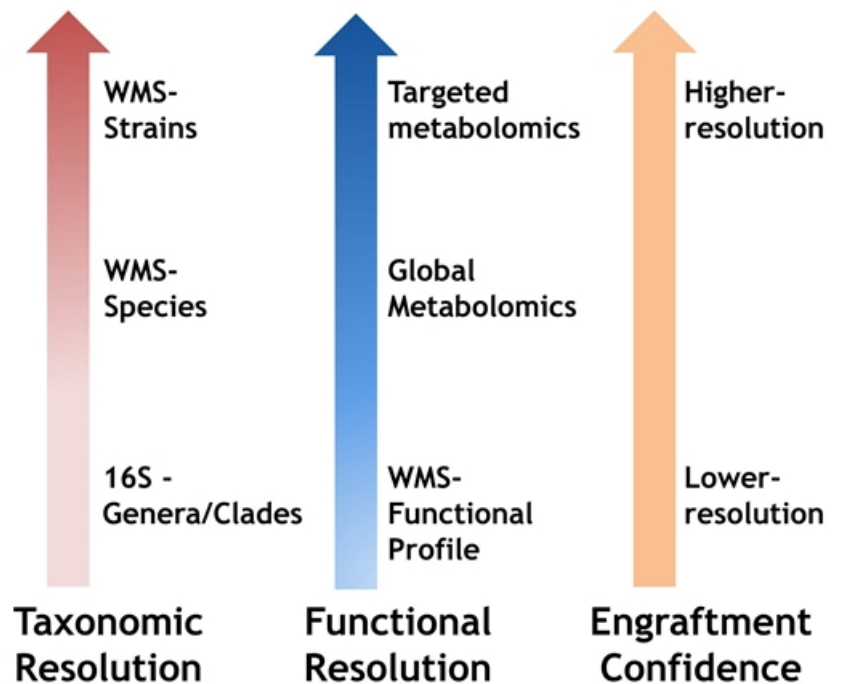 WMS-
Strains
WMS-
Species
16S -
Genera/Clades
Taxonomic
Resolution
Targeted
metabolomics
Global
Metabolomics
WMS-
Functional
Profile
Functional
Resolution
Higher-
resolution
Lower-
resolution
Engraftment
Confidence